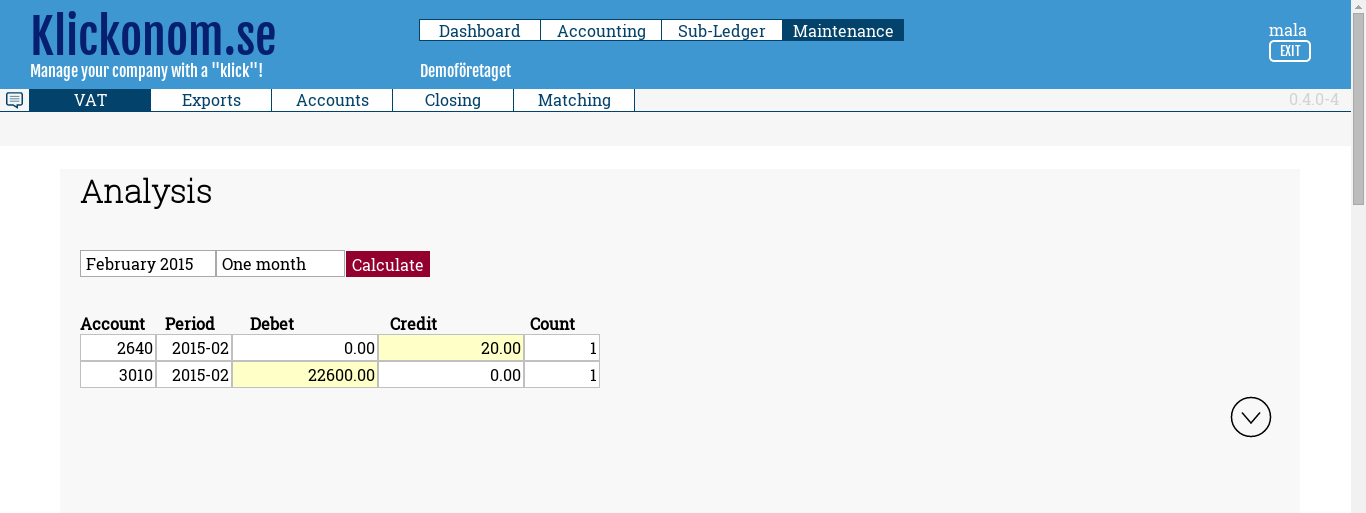 Klickonom.se
Manage your company with a "klick"!
Dashboard Accounting Sub-Ledger Maintenance
Demoföretaget
mala
EXIT
VAT Exports Accounts Closing Matching 0.4.0-4
Analysis
February 2015 One month Calculate
Account Period Debet Credit Count
2640 2015-02 0.00 20.00 1
3010 2015-02 22600.00 0.00 1